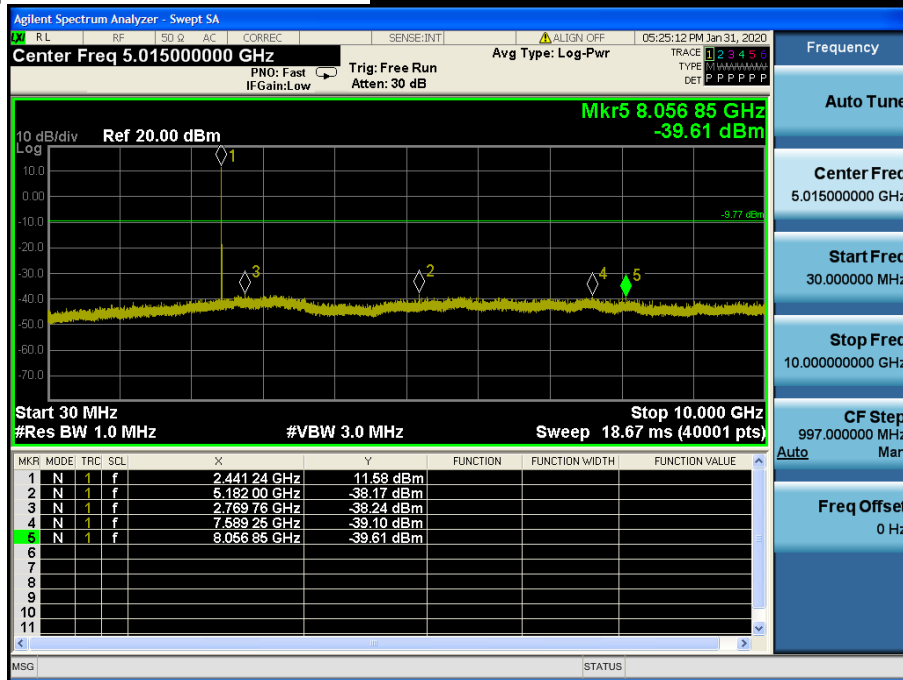 Agilent Spectrum Analyzer - Swept SA
LXI RL RF 50 Ω AC CORREC SENSE:INT ALIGN OFF 05:25:12 PM Jan 31, 2020
Center Freq 5.015000000 GHz
PNO: Fast
IFGain:Low
Trig: Free Run
Atten: 30 dB
Avg Type: Log-Pwr
TRACE 1 2 3 4 5 6
TYPE M W W W W W
DET P P P P P P
Mkr5 8.056 85 GHz
-39.61 dBm
10 dB/div Ref 20.00 dBm
Log
10.0
0.00
-10.0
-20.0
-30.0
-40.0
-50.0
-60.0
-70.0
1
-9.77 dBm
3
2
4
5
Start 30 MHz Stop 10.000 GHz
#Res BW 1.0 MHz #VBW 3.0 MHz Sweep 18.67 ms (40001 pts)
MKR MODE TRC SCL X Y FUNCTION FUNCTION WIDTH FUNCTION VALUE
1 N 1 f 2.441 24 GHz 11.58 dBm
2 N 1 f 5.182 00 GHz -38.17 dBm
3 N 1 f 2.769 76 GHz -38.24 dBm
4 N 1 f 7.589 25 GHz -39.10 dBm
5 N 1 f 8.056 85 GHz -39.61 dBm
6
7
8
9
10
11
MSG STATUS
Frequency
Auto Tune
Center Freq
5.015000000 GHz
Start Freq
30.000000 MHz
Stop Freq
10.000000000 GHz
CF Step
997.000000 MHz
Auto Man
Freq Offset
0 Hz